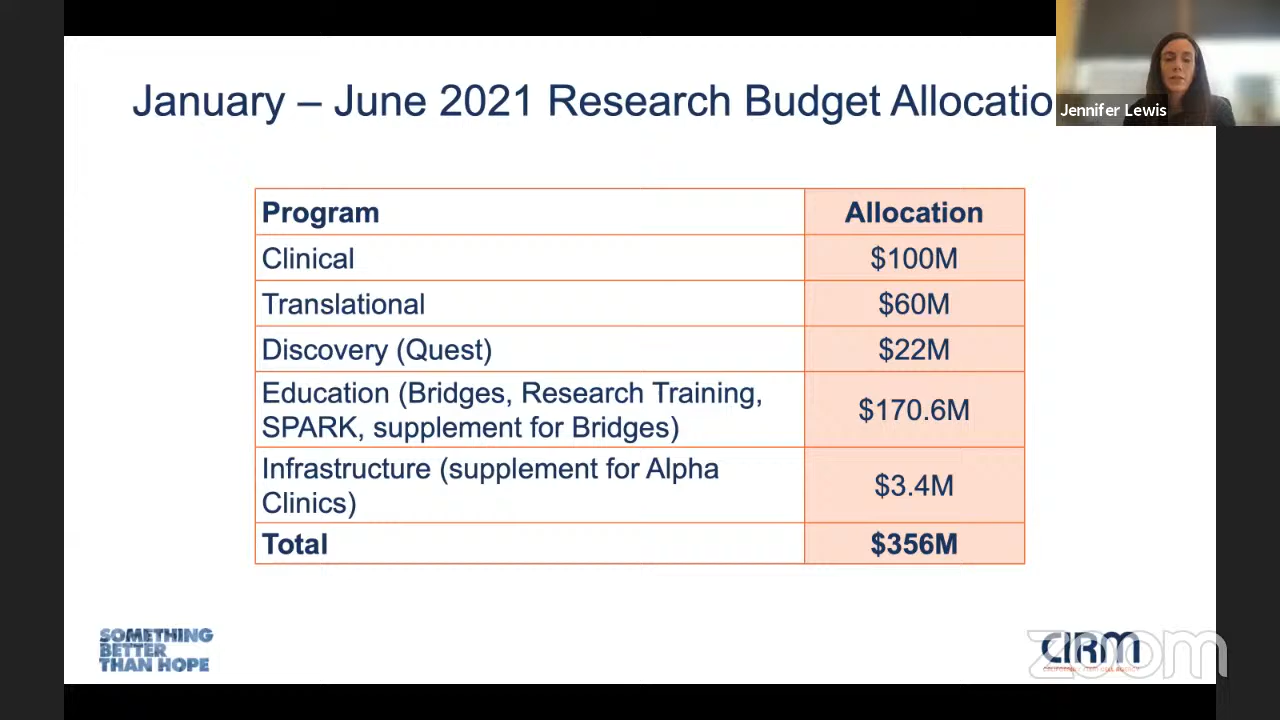 January – June 2021 Research Budget Allocatio
Jennifer Lewis
Program Allocation
Clinical $100M
Translational $60M
Discovery (Quest) $22M
Education (Bridges, Research Training,
SPARK, supplement for Bridges)
$170.6M
Infrastructure (supplement for Alpha
Clinics)
$3.4M
Total $356M
SOMETHING
BETTER
THAN HOPE
CIRM
zoom